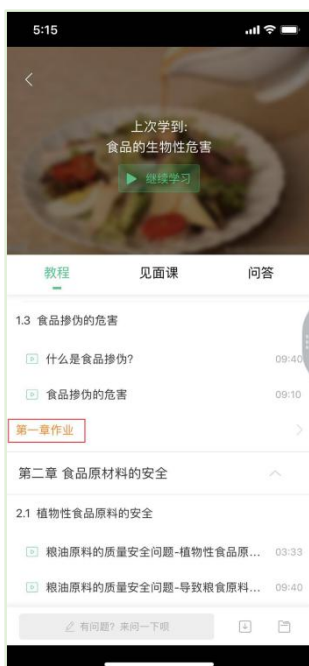 5:15
上次学到:
食品的生物性危害
继续学习
教程 见面课 问答
1.3 食品掺伪的危害
什么是食品掺伪? 09:40
食品掺伪的危害 09:10
第一章作业
第二章 食品原材料的安全
2.1 植物性食品原料的安全
粮油原料的质量安全问题-植物性食品原... 03:33
粮油原料的质量安全问题-导致粮食原料... 09:40
有问题? 来问一下呗